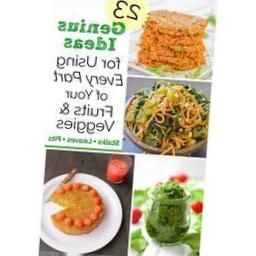 23
Genius
Ideas
for Using
Every Part
of Your
Fruits &
Veggies
Stalks • Leaves • Pits